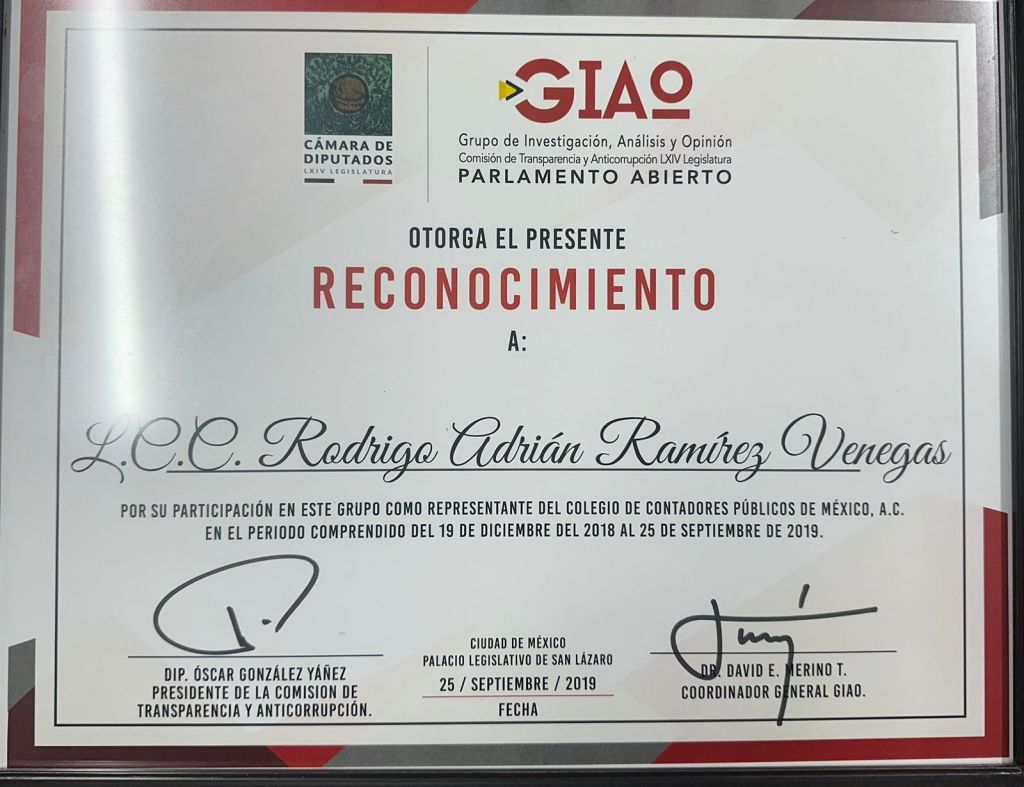 CÁMARA DE
DIPUTADOS
LXIV LEGISLATURA
GIAO
Grupo de Investigación, Análisis y Opinión
Comisión de Transparencia y Anticorrupción LXIV Legislatura
PARLAMENTO ABIERTO
OTORGA EL PRESENTE
RECONOCIMIENTO
A:
L.C.C. Rodrigo Adrián Ramírez Venegas
POR SU PARTICIPACIÓN EN ESTE GRUPO COMO REPRESENTANTE DEL COLEGIO DE CONTADORES PÚBLICOS DE MÉXICO, A.C.
EN EL PERIODO COMPRENDIDO DEL 19 DE DICIEMBRE DEL 2018 AL 25 DE SEPTIEMBRE DE 2019.
DIP. ÓSCAR GONZÁLEZ YÁÑEZ
PRESIDENTE DE LA COMISION DE
TRANSPARENCIA Y ANTICORRUPCIÓN.
CIUDAD DE MÉXICO
PALACIO LEGISLATIVO DE SAN LÁZARO
25 / SEPTIEMBRE / 2019
FECHA
DR. DAVID E. MERINO T.
COORDINADOR GENERAL GIAO.